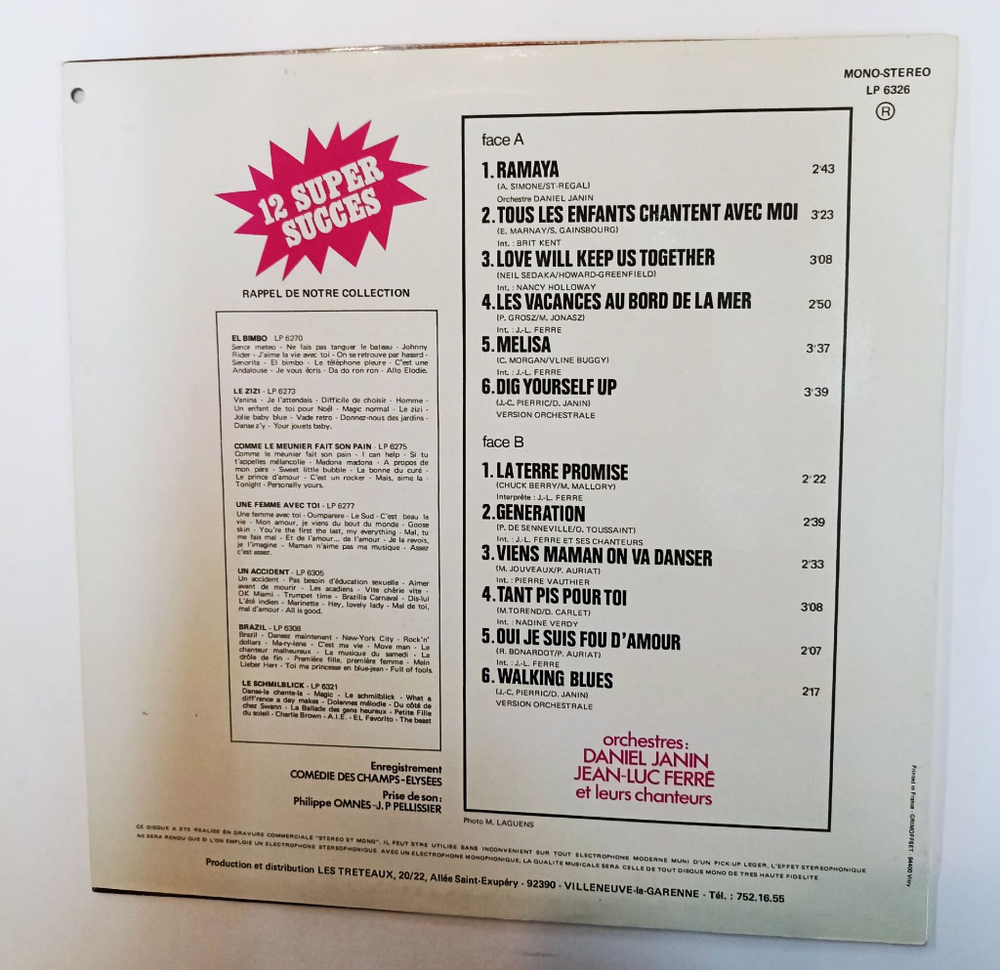 MONO-STEREO
LP 6326
R
12 SUPER
SUCCES
RAPPEL DE NOTRE COLLECTION
EL BIMBO LP 6270
Senor meteo - Ne fais pas tanguer le bateau - Johnny
Rider - J'aime la vie avec toi - On se retrouve par hasard -
Senorita - El bimbo - Le téléphone pleure - C'est une
Andalouse - Je vous écris - Da do ron ron - Allo Elodie.
LE ZIZI - LP 6273
Vanina - Je l'attendais - Difficile de choisir - Homme -
Un enfant de toi pour Noël - Magic normal - Le zizi -
Jolie baby blue - Vade retro - Donnez-nous des jardins -
Danse z'y - Your jouets baby.
COMME LE MEUNIER FAIT SON PAIN - LP 6275
Comme le meunier fait son pain - I can help - Si tu
t'appelles mélancolie - Madona madona - A propos de
mon père - Sweet little bubble - La bonne du curé -
Le prince d'amour - C'est un rocker - Mais, aime la -
Tonight - Personally yours.
UNE FEMME AVEC TOI - LP 6277
Une femme avec toi - Oumparere - Le Sud - C'est beau la
vie - Mon amour, je viens du bout du monde - Goose
skin - You're the first the last, my everything - Mal, tu
me fais mal - Et de l'amour... de l'amour - Je la revois,
je l'imagine - Maman n'aime pas ma musique - Assez
c'est assez.
UN ACCIDENT - LP 6305
Un accident - Pas besoin d'éducation sexuelle - Aimer
avant de mourir - Les acadiens - Vite chérie vite -
OK Miami - Trumpet time - Brazilia Carnaval - Dis-lui
L'été indien - Marinette - Hey, lovely lady - Mal de toi,
mal d'amour - All is good.
BRAZIL - LP 6308
Brazil - Dansez maintenant - New-York City - Rock'n'
dollars - Ma-ry-lene - C'est ma vie - Move man - Le
chanteur malheureux - La musique du samedi - La
drôle de fin - Première fille, première femme - Mein
Lieber Herr - Toi ma princesse en blue-jean - Full of fools.
LE SCHMILBLICK - LP 6321
Danse-la chante-la - Magic - Le schmilblick - What a
diff'rence a day makes - Dolannes mélodie - Du côté de
chez Swann - La Ballade des gens heureux - Petite Fille
du soleil - Charlie Brown - A.I.E. - EL Favorito - The beast
Enregistrement
COMÉDIE DES CHAMPS-ÉLYSÉES
Prise de son:
Philippe OMNES-J.P PELLISSIER
face A
1. RAMAYA 2'43
(A. SIMONE/ST-REGAL)
Orchestre DANIEL JANIN
2. TOUS LES ENFANTS CHANTENT AVEC MOI 3'23
(E. MARNAY/S. GAINSBOURG)
Int. : BRIT KENT
3. LOVE WILL KEEP US TOGETHER 3'08
(NEIL SEDAKA/HOWARD-GREENFIELD)
Int. : NANCY HOLLOWAY
4. LES VACANCES AU BORD DE LA MER 2'50
(P. GROSZ/M. JONASZ)
Int. : J.-L. FERRE
5. MELISA 3'37
(C. MORGAN/VLINE BUGGY)
Int. : J.-L. FERRE
6. DIG YOURSELF UP 3'39
(J.-C. PIERRIC/D. JANIN)
VERSION ORCHESTRALE
face B
1. LA TERRE PROMISE 2'22
(CHUCK BERRY/M. MALLORY)
Interprète : J.-L. FERRE
2. GENERATION 2'39
(P. DE SENNEVILLE/O. TOUSSAINT)
Int. : J.-L. FERRE ET SES CHANTEURS
3. VIENS MAMAN ON VA DANSER 2'33
(M. JOUVEAUX/P. AURIAT)
Int. : PIERRE VAUTHIER
4. TANT PIS POUR TOI 3'08
(M.TOREND/D. CARLET)
Int. : NADINE VERDY
5. OUI JE SUIS FOU D'AMOUR 2'07
(R. BONARDOT/P. AURIAT)
Int. : J.-L. FERRE
6. WALKING BLUES 2'17
(J.-C. PIERRIC/D. JANIN)
VERSION ORCHESTRALE
orchestres:
DANIEL JANIN
JEAN-LUC FERRÉ
et leurs chanteurs
Photo M. LAGUENS
Printed in France - GRIMOFFSET 94400 Vitry
CE DISQUE A ETE REALISE EN GRAVURE COMMERCIALE "STEREO ET MONO". IL PEUT ETRE UTILISE SANS INCONVENIENT SUR TOUT ELECTROPHONE MODERNE MUNI D'UN PICK-UP LEGER, L'EFFET STEREOPHONIQUE
NE SERA RENDU QUE SI L'ON EMPLOIE UN ELECTROPHONE STEREOPHONIQUE. AVEC UN ELECTROPHONE MONOPHONIQUE, LA QUALITE MUSICALE SERA CELLE DE TOUT DISQUE MONO DE TRES HAUTE FIDELITE
Production et distribution LES TRETEAUX, 20/22, Allée Saint-Exupéry - 92390 - VILLENEUVE-la-GARENNE - Tél. : 752.16.55